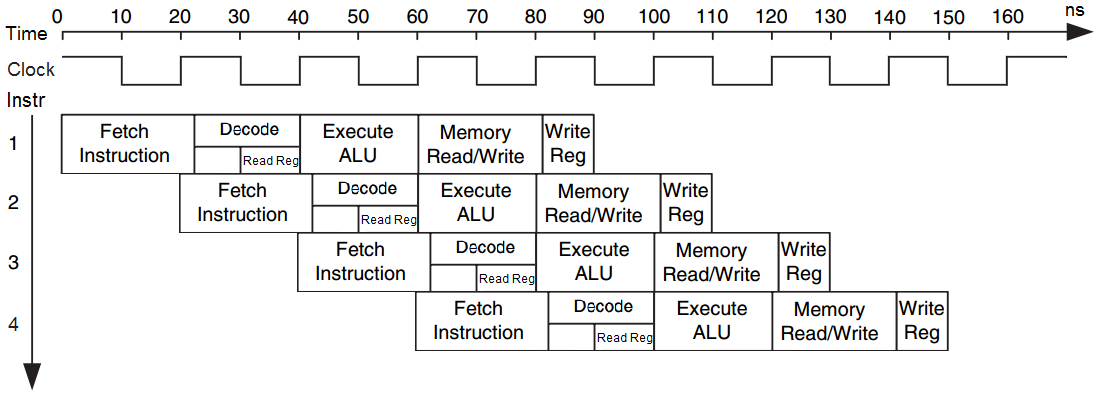 0 10 20 30 40 50 60 70 80 90 100 110 120 130 140 150 160 ns
Time
Clock
Instr
1
Fetch
Instruction
Decode
Read Reg
Execute
ALU
Memory
Read/Write
Write
Reg
2
Fetch
Instruction
Decode
Read Reg
Execute
ALU
Memory
Read/Write
Write
Reg
3
Fetch
Instruction
Decode
Read Reg
Execute
ALU
Memory
Read/Write
Write
Reg
4
Fetch
Instruction
Decode
Read Reg
Execute
ALU
Memory
Read/Write
Write
Reg